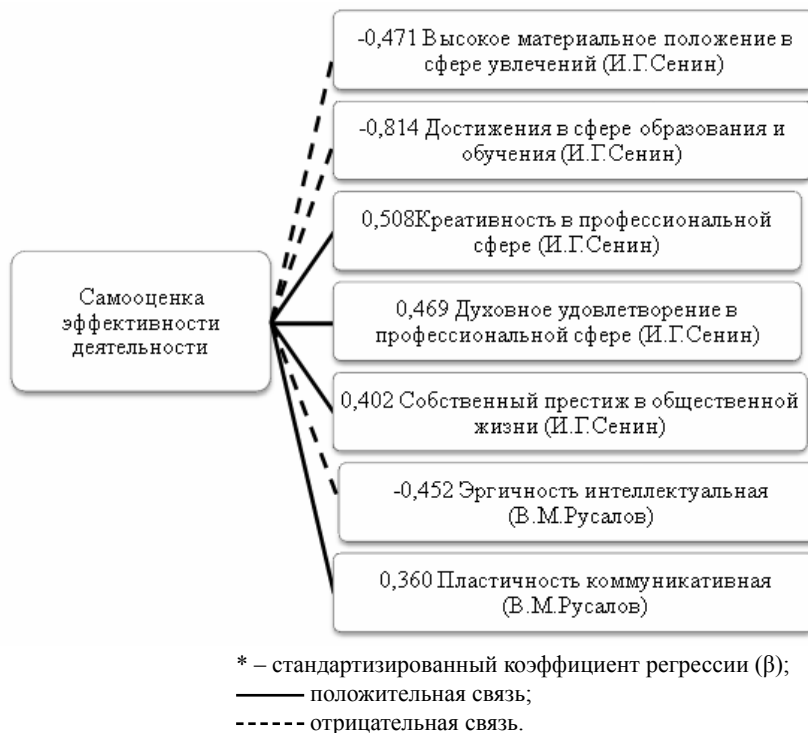 -0,471 Высокое материальное положение в
сфере увлечений (И.Г.Сенин)
-0,814 Достижения в сфере образования и
обучения (И.Г.Сенин)
0,508Креативность в профессиональной
сфере (И.Г.Сенин)
Самооценка
эффективности
деятельности
0,469 Духовное удовлетворение в
профессиональной сфере (И.Г.Сенин)
0,402 Собственный престиж в общественной
жизни (И.Г.Сенин)
-0,452 Эргичность интеллектуальная
(В.М.Русалов)
0,360 Пластичность коммуникативная
(В.М.Русалов)
* – стандартизированный коэффициент регрессии (β);
положительная связь;
отрицательная связь.